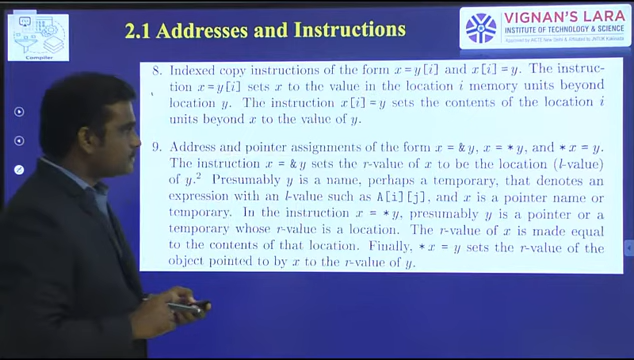 2.1 Addresses and Instructions
VIGNAN'S LARA
INSTITUTE OF TECHNOLOGY & SCIENCE
Compiler
8. Indexed copy instructions of the form x = y[i] and x[i] = y. The instruc-
tion x = y[i] sets x to the value in the location i memory units beyond
location y. The instruction x[i] = y sets the contents of the location i
units beyond x to the value of y.
9. Address and pointer assignments of the form x = & y, x = * y, and * x = y.
The instruction x = & y sets the r-value of x to be the location (l-value)
of y.² Presumably y is a name, perhaps a temporary, that denotes an
expression with an l-value such as A[i][j], and x is a pointer name or
temporary. In the instruction x = * y, presumably y is a pointer or a
temporary whose r-value is a location. The r-value of x is made equal
to the contents of that location. Finally, * x = y sets the r-value of the
object pointed to by x to the r-value of y.